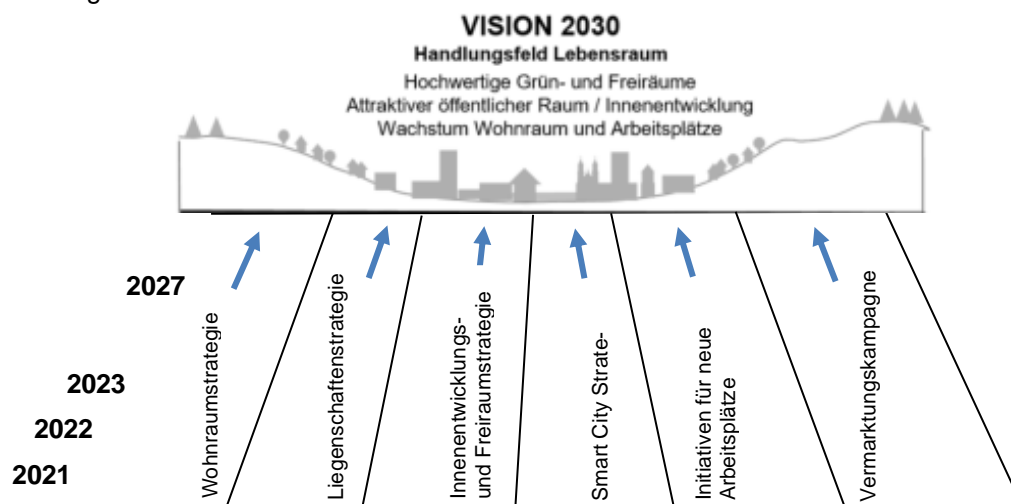 VISION 2030
Handlungsfeld Lebensraum
Hochwertige Grün- und Freiräume
Attraktiver öffentlicher Raum / Innenentwicklung
Wachstum Wohnraum und Arbeitsplätze
2027
2023
2022
2021
Wohnraumstrategie
Liegenschaftenstrategie
Innenentwicklungs-
und Freiraumstrategie
Smart City Strate-
Initiativen für neue
Arbeitsplätze
Vermarktungskampagne